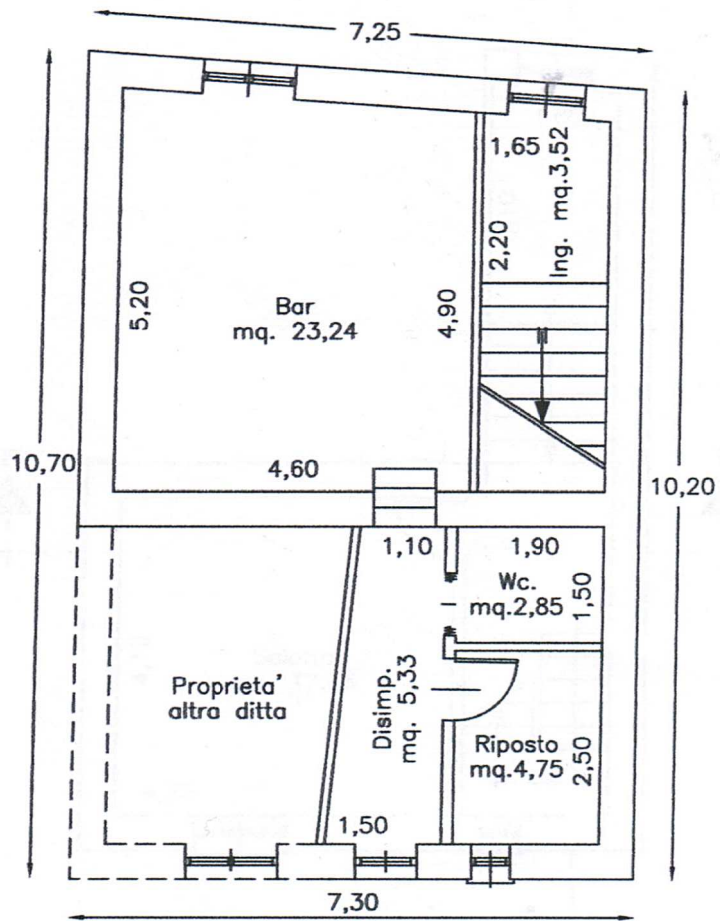 7,25
1,65
Ing. mq.3,52
2,20
5,20
Bar
mq. 23,24
4,90
4,60
10,70
10,20
1,10
1,90
Wc.
mq.2,85
1,50
Proprieta'
altra ditta
Disimp.
mq. 5,33
Riposto
mq.4,75
2,50
1,50
7,30